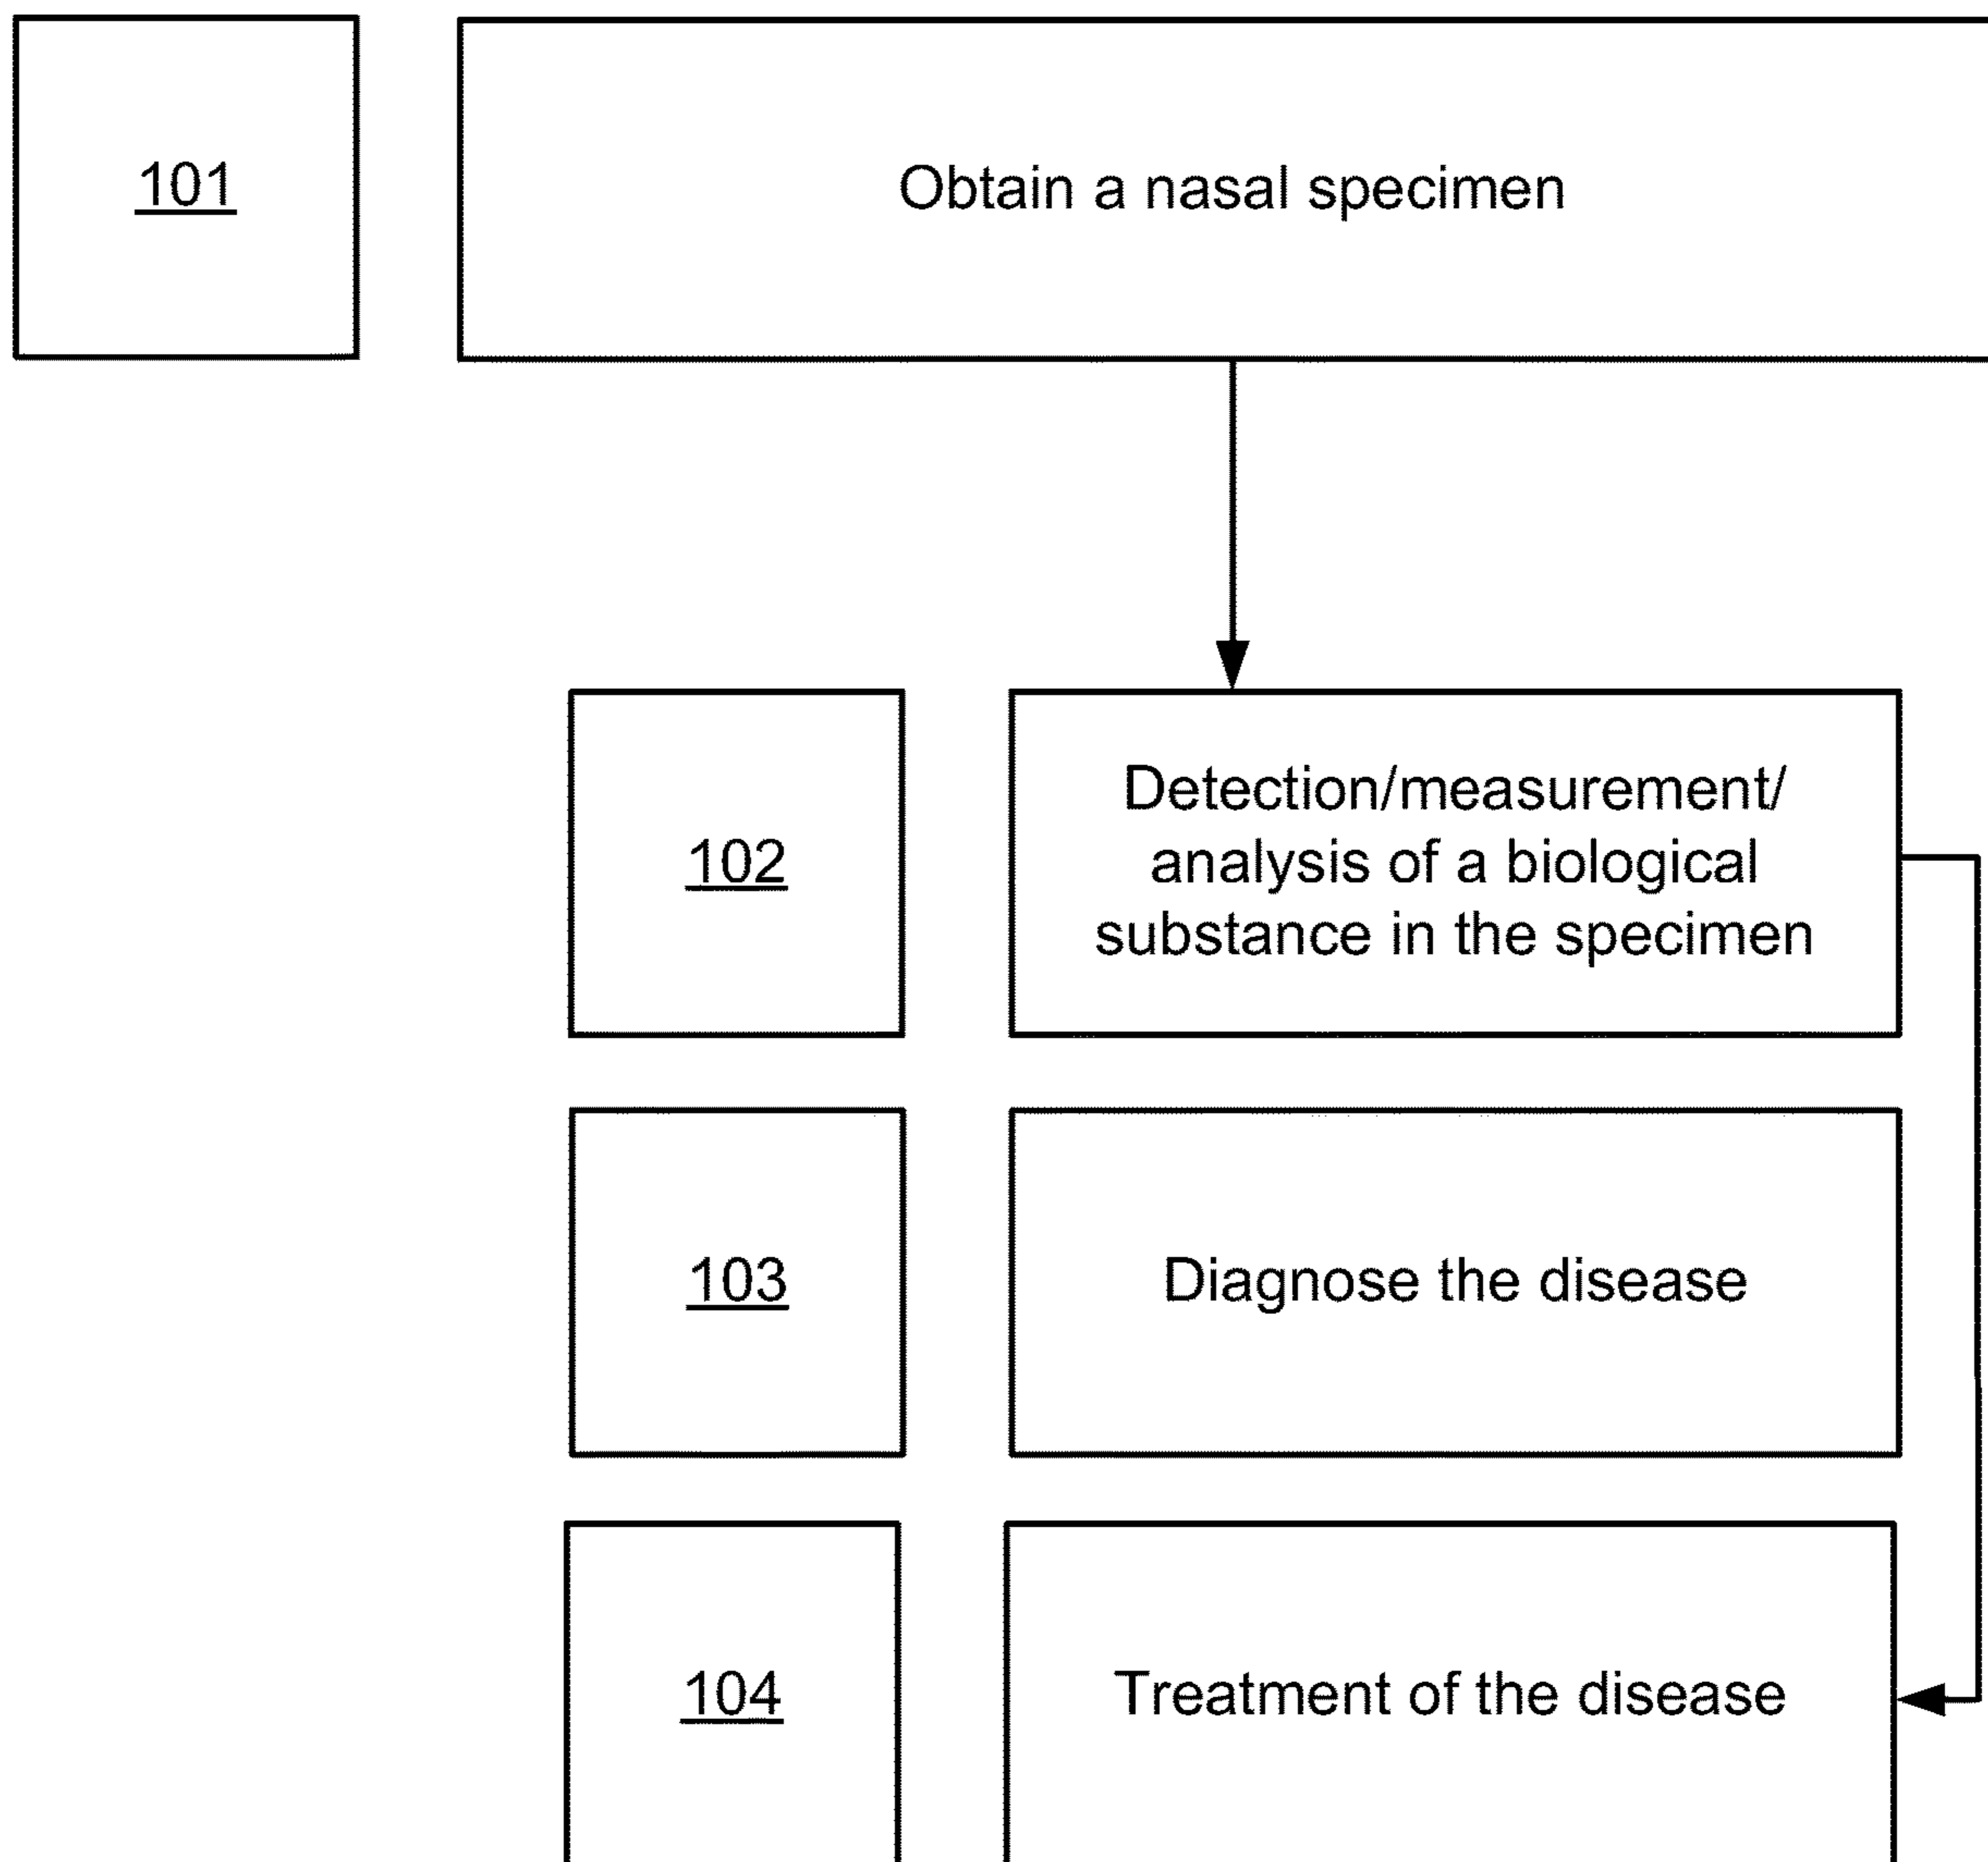 101
Obtain a nasal specimen
102
Detection/measurement/
analysis of a biological
substance in the specimen
103
Diagnose the disease
104
Treatment of the disease